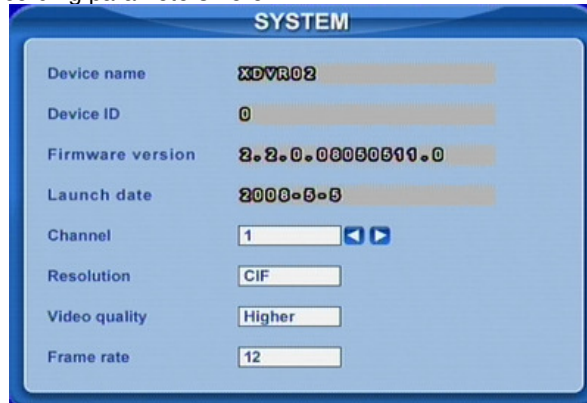 SYSTEM
Device name XDVR02
Device ID 0
Firmware version 2.2.0.08050511.0
Launch date 2008-5-5
Channel 1
Resolution CIF
Video quality Higher
Frame rate 12